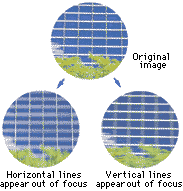 Original
image
Horizontal lines
appear out of focus
Vertical lines
appear out of focus